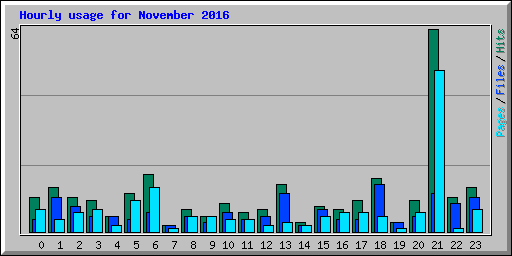 Hourly usage for November 2016
64
Pages/Files/Hits
0 1 2 3 4 5 6 7 8 9 10 11 12 13 14 15 16 17 18 19 20 21 22 23